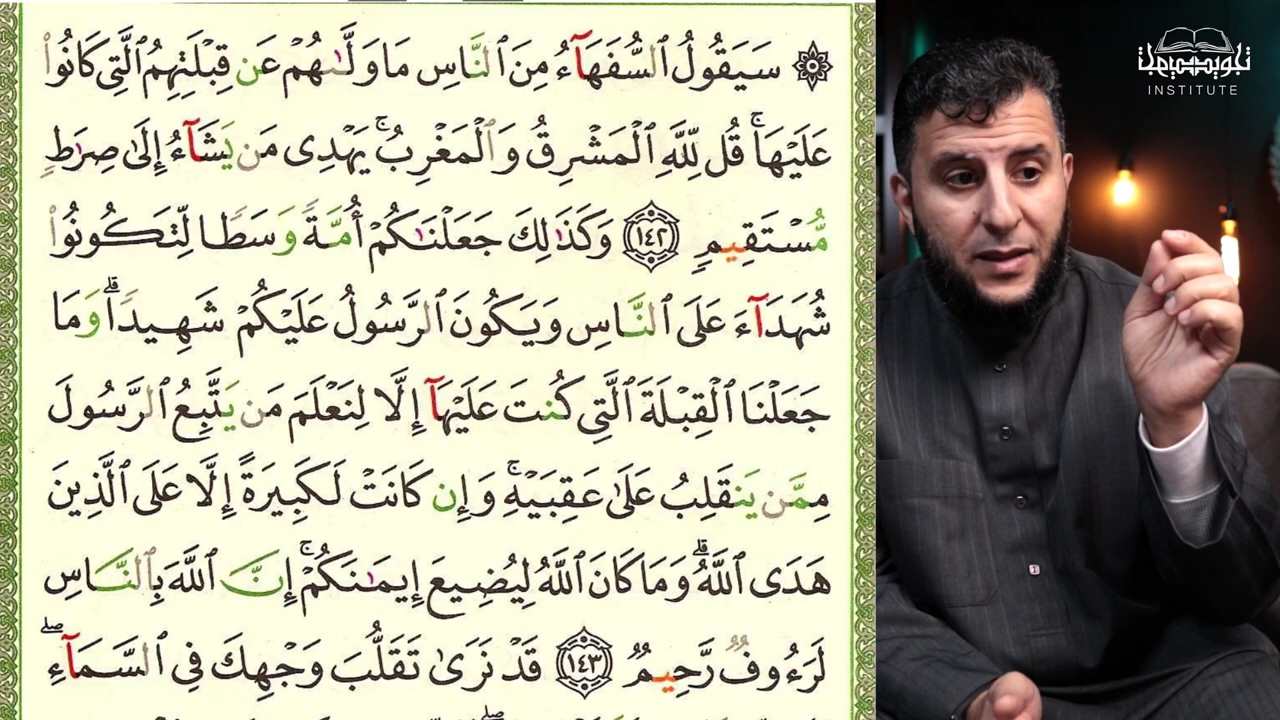 ۞ سَيَقُولُ ٱلسُّفَهَآءُ مِنَ ٱلنَّاسِ مَا وَلَّىٰهُمْ عَن قِبْلَتِهِمُ ٱلَّتِى كَانُوا۟
عَلَيْهَا ۚ قُل لِّلَّهِ ٱلْمَشْرِقُ وَٱلْمَغْرِبُ ۚ يَهْدِى مَن يَشَآءُ إِلَىٰ صِرَٰطٍ
مُّسْتَقِيمٍ ١٤٢ وَكَذَٰلِكَ جَعَلْنَٰكُمْ أُمَّةً وَسَطًا لِّتَكُونُوا۟
شُهَدَآءَ عَلَى ٱلنَّاسِ وَيَكُونَ ٱلرَّسُولُ عَلَيْكُمْ شَهِيدًا ۗ وَمَا
جَعَلْنَا ٱلْقِبْلَةَ ٱلَّتِى كُنتَ عَلَيْهَآ إِلَّا لِنَعْلَمَ مَن يَتَّبِعُ ٱلرَّسُولَ
مِمَّن يَنقَلِبُ عَلَىٰ عَقِبَيْهِ ۚ وَإِن كَانَتْ لَكَبِيرَةً إِلَّا عَلَى ٱلَّذِينَ
هَدَى ٱللَّهُ ۗ وَمَا كَانَ ٱللَّهُ لِيُضِيعَ إِيمَٰنَكُمْ ۚ إِنَّ ٱللَّهَ بِٱلنَّاسِ
لَرَءُوفٌ رَّحِيمٌ ١٤٣ قَدْ نَرَىٰ تَقَلُّبَ وَجْهِكَ فِى ٱلسَّمَآءِ ۖ
INSTITUTE